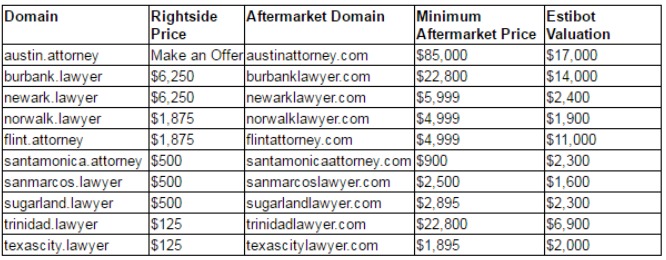 Domain Rightside Price Aftermarket Domain Minimum Aftermarket Price Estibot Valuation
austin.attorney Make an Offer austinattorney.com $85,000 $17,000
burbank.lawyer $6,250 burbanklawyer.com $22,800 $14,000
newark.lawyer $6,250 newarklawyer.com $5,999 $2,400
norwalk.lawyer $1,875 norwalklawyer.com $4,999 $1,900
flint.attorney $1,875 flintattorney.com $4,999 $11,000
santamonica.attorney $500 santamonicaattorney.com $900 $2,300
sanmarcos.lawyer $500 sanmarcoslawyer.com $2,500 $1,600
sugarland.lawyer $500 sugarlandlawyer.com $2,895 $2,300
trinidad.lawyer $125 trinidadlawyer.com $22,800 $6,900
texascity.lawyer $125 texascitylawyer.com $1,895 $2,000